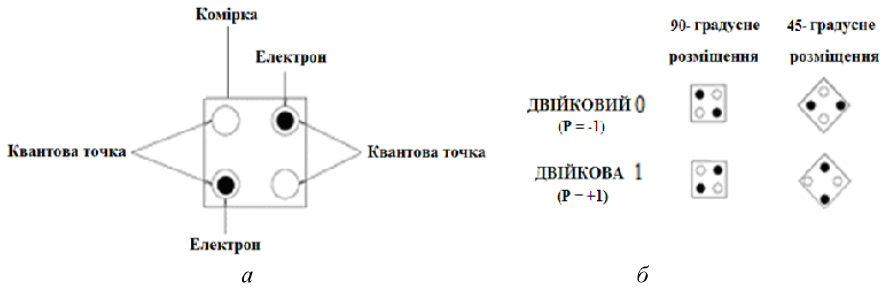 Комірка
Електрон
Квантова точка
Квантова точка
Електрон
а
90- градусне
розміщення
45- градусне
розміщення
ДВІЙКОВИЙ 0
(P = -1)
ДВІЙКОВА 1
(P = +1)
б